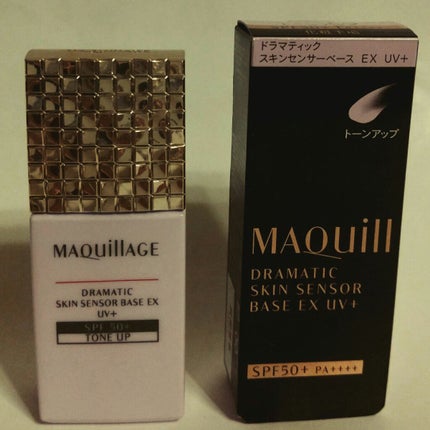 MAQuillAGE
DRAMATIC
SKIN SENSOR BASE EX
UV+
SPF 50+
TONE UP
ドラマティック
スキンセンサーベース EX UV+
トーンアップ
MAQuill
DRAMATIC
SKIN SENSOR
BASE EX UV+
SPF50+ PA++++